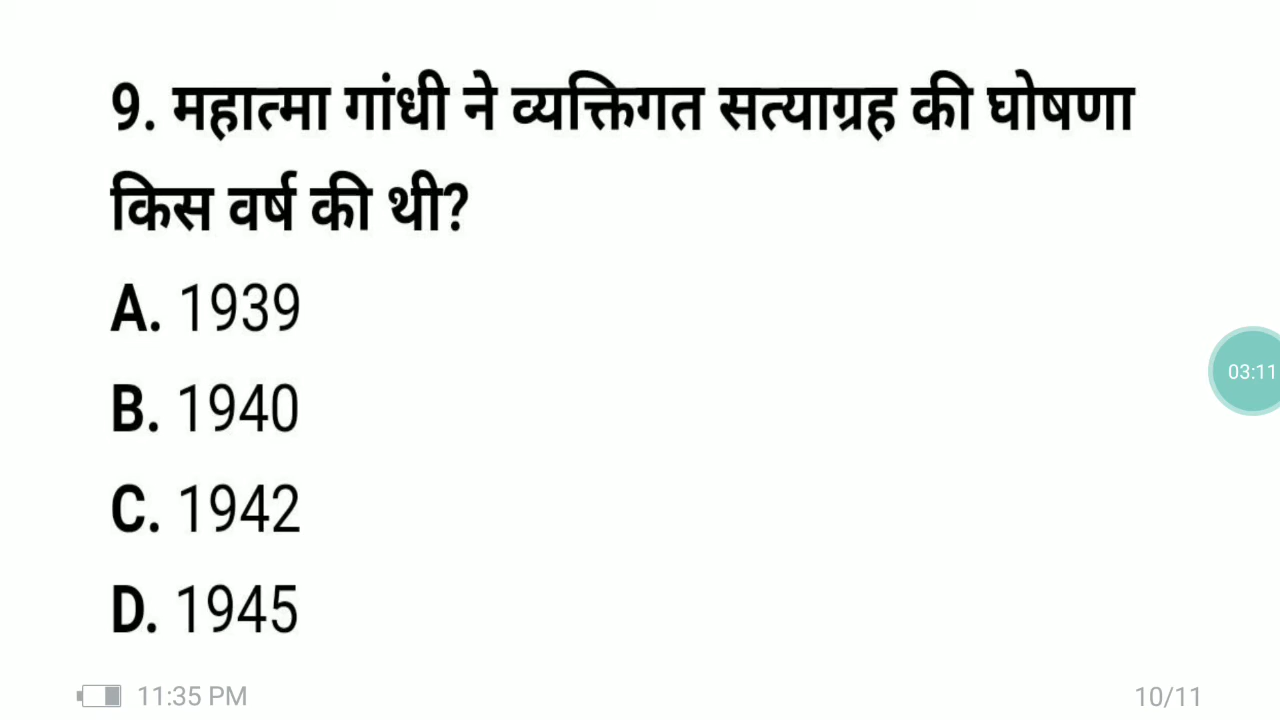 9. महात्मा गांधी ने व्यक्तिगत सत्याग्रह की घोषणा
किस वर्ष की थी?
A. 1939
B. 1940
C. 1942
D. 1945
03:11
11:35 PM
10/11